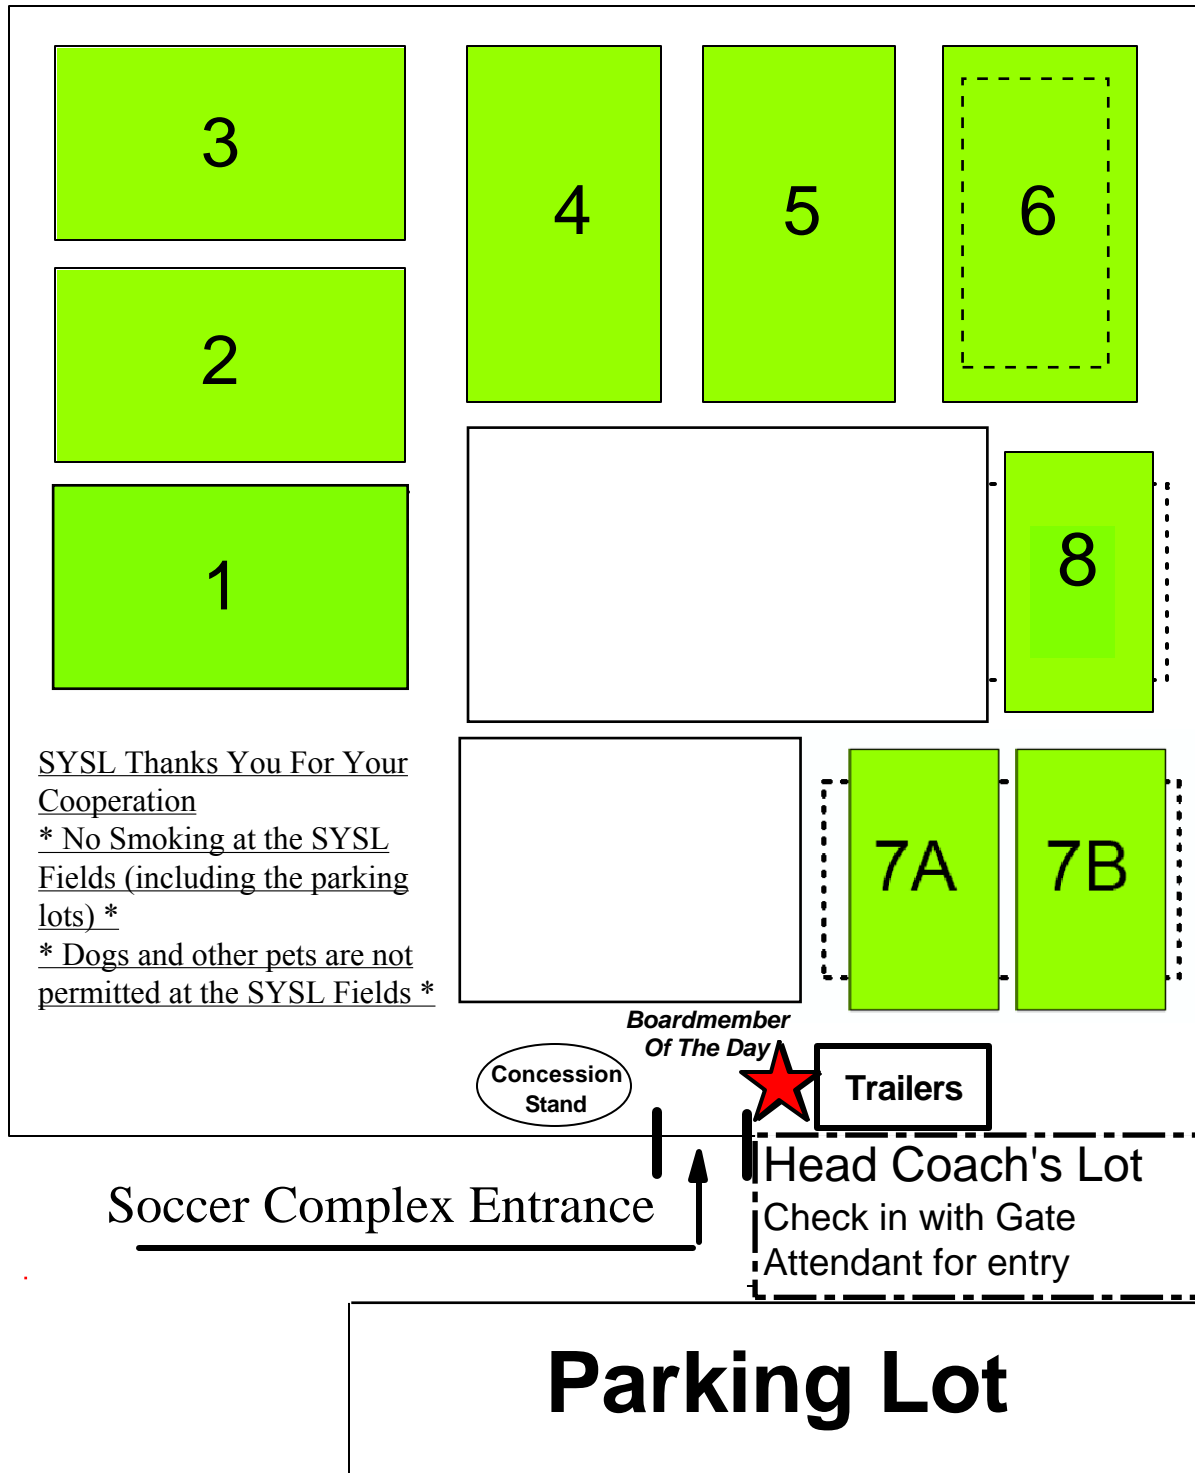 3
4
5
6
2
8
1
SYSL Thanks You For Your
Cooperation
* No Smoking at the SYSL
Fields (including the parking
lots) *
* Dogs and other pets are not
permitted at the SYSL Fields *
7A
7B
Boardmember
Of The Day
Concession
Stand
Trailers
Soccer Complex Entrance
Head Coach's Lot
Check in with Gate
Attendant for entry
Parking Lot